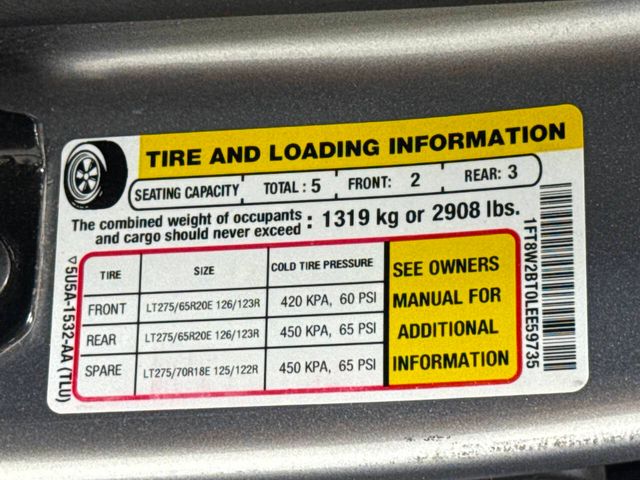 TIRE AND LOADING INFORMATION
SEATING CAPACITY TOTAL : 5 FRONT: 2 REAR: 3
The combined weight of occupants
and cargo should never exceed : 1319 kg or 2908 lbs.
TIRE SIZE COLD TIRE PRESSURE
FRONT LT275/65R20E 126/123R 420 KPA, 60 PSI
REAR LT275/65R20E 126/123R 450 KPA, 65 PSI
SPARE LT275/70R18E 125/122R 450 KPA, 65 PSI
SEE OWNERS
MANUAL FOR
ADDITIONAL
INFORMATION
5U5A-1532-AA (TLU)
1FT8W2BT0LEE59735